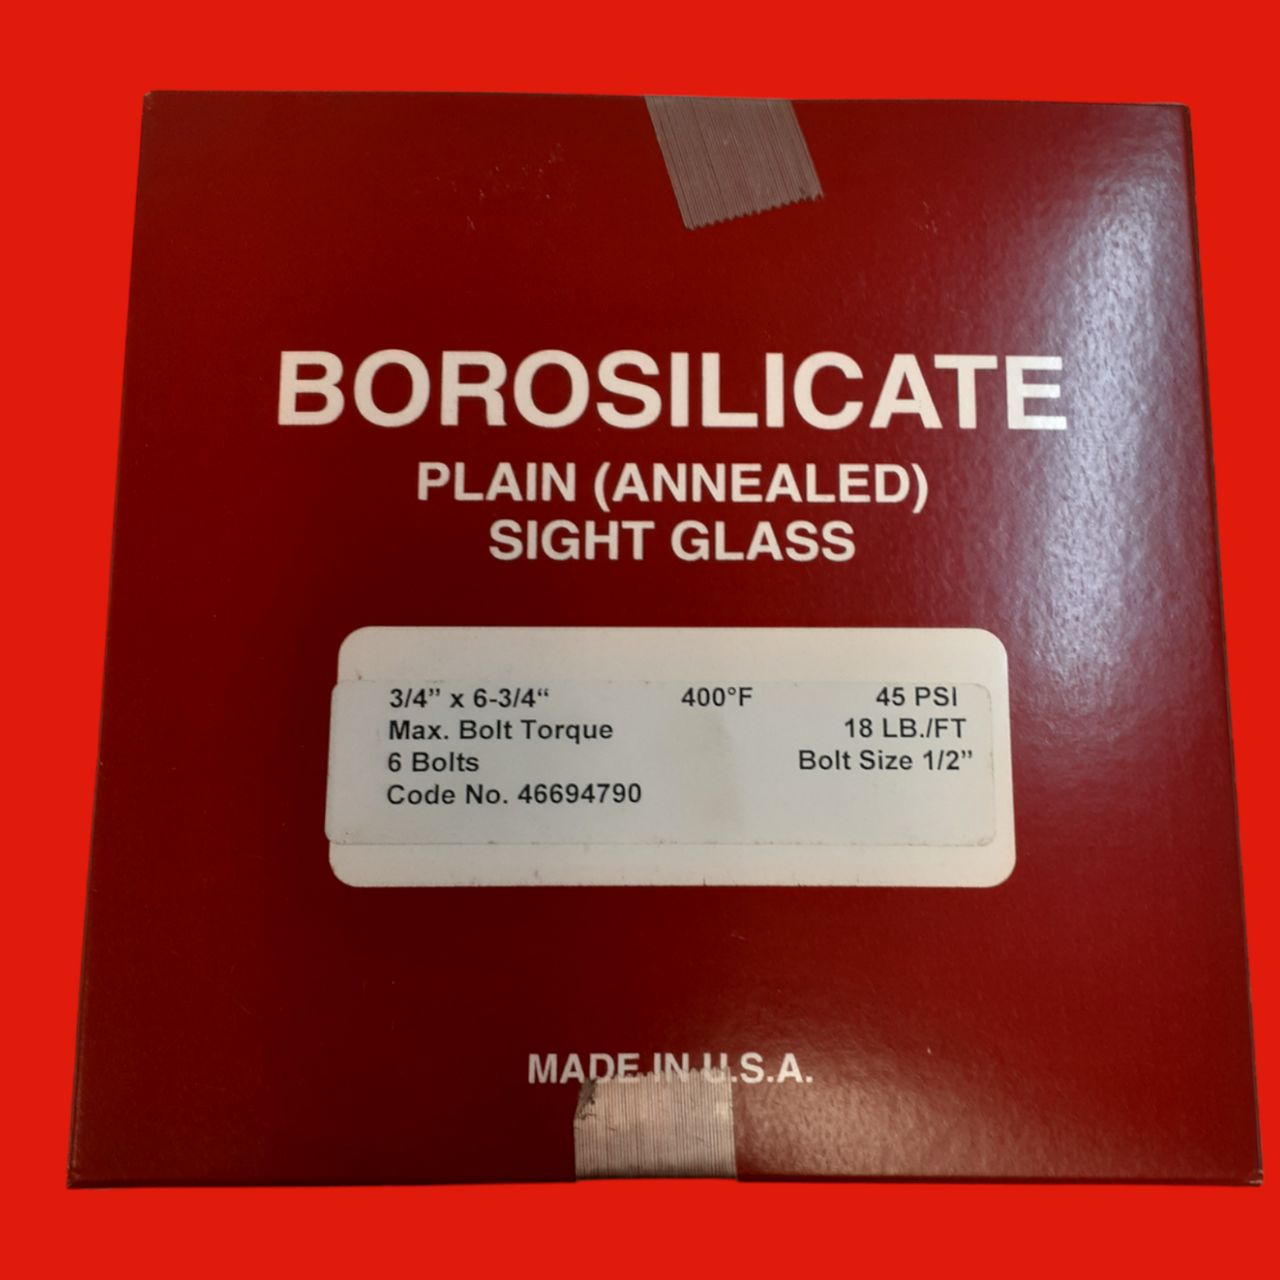 BOROSILICATE
PLAIN (ANNEALED)
SIGHT GLASS
3/4” x 6-3/4“ 400°F 45 PSI
Max. Bolt Torque 18 LB./FT
6 Bolts Bolt Size 1/2”
Code No. 46694790
MADE IN U.S.A.